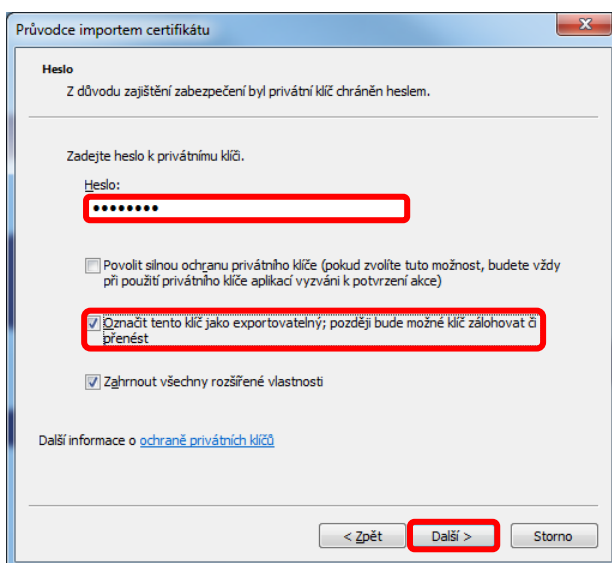 Průvodce importem certifikátu
Heslo
Z důvodu zajištění zabezpečení byl privátní klíč chráněn heslem.
Zadejte heslo k privátnímu klíči.
Heslo:
••••••••
Povolit silnou ochranu privátního klíče (pokud zvolíte tuto možnost, budete vždy
při použití privátního klíče aplikací vyzváni k potvrzení akce)
Označit tento klíč jako exportovatelný; později bude možné klíč zálohovat či
přenést
Zahrnout všechny rozšířené vlastnosti
Další informace o ochraně privátních klíčů
< Zpět Další > Storno